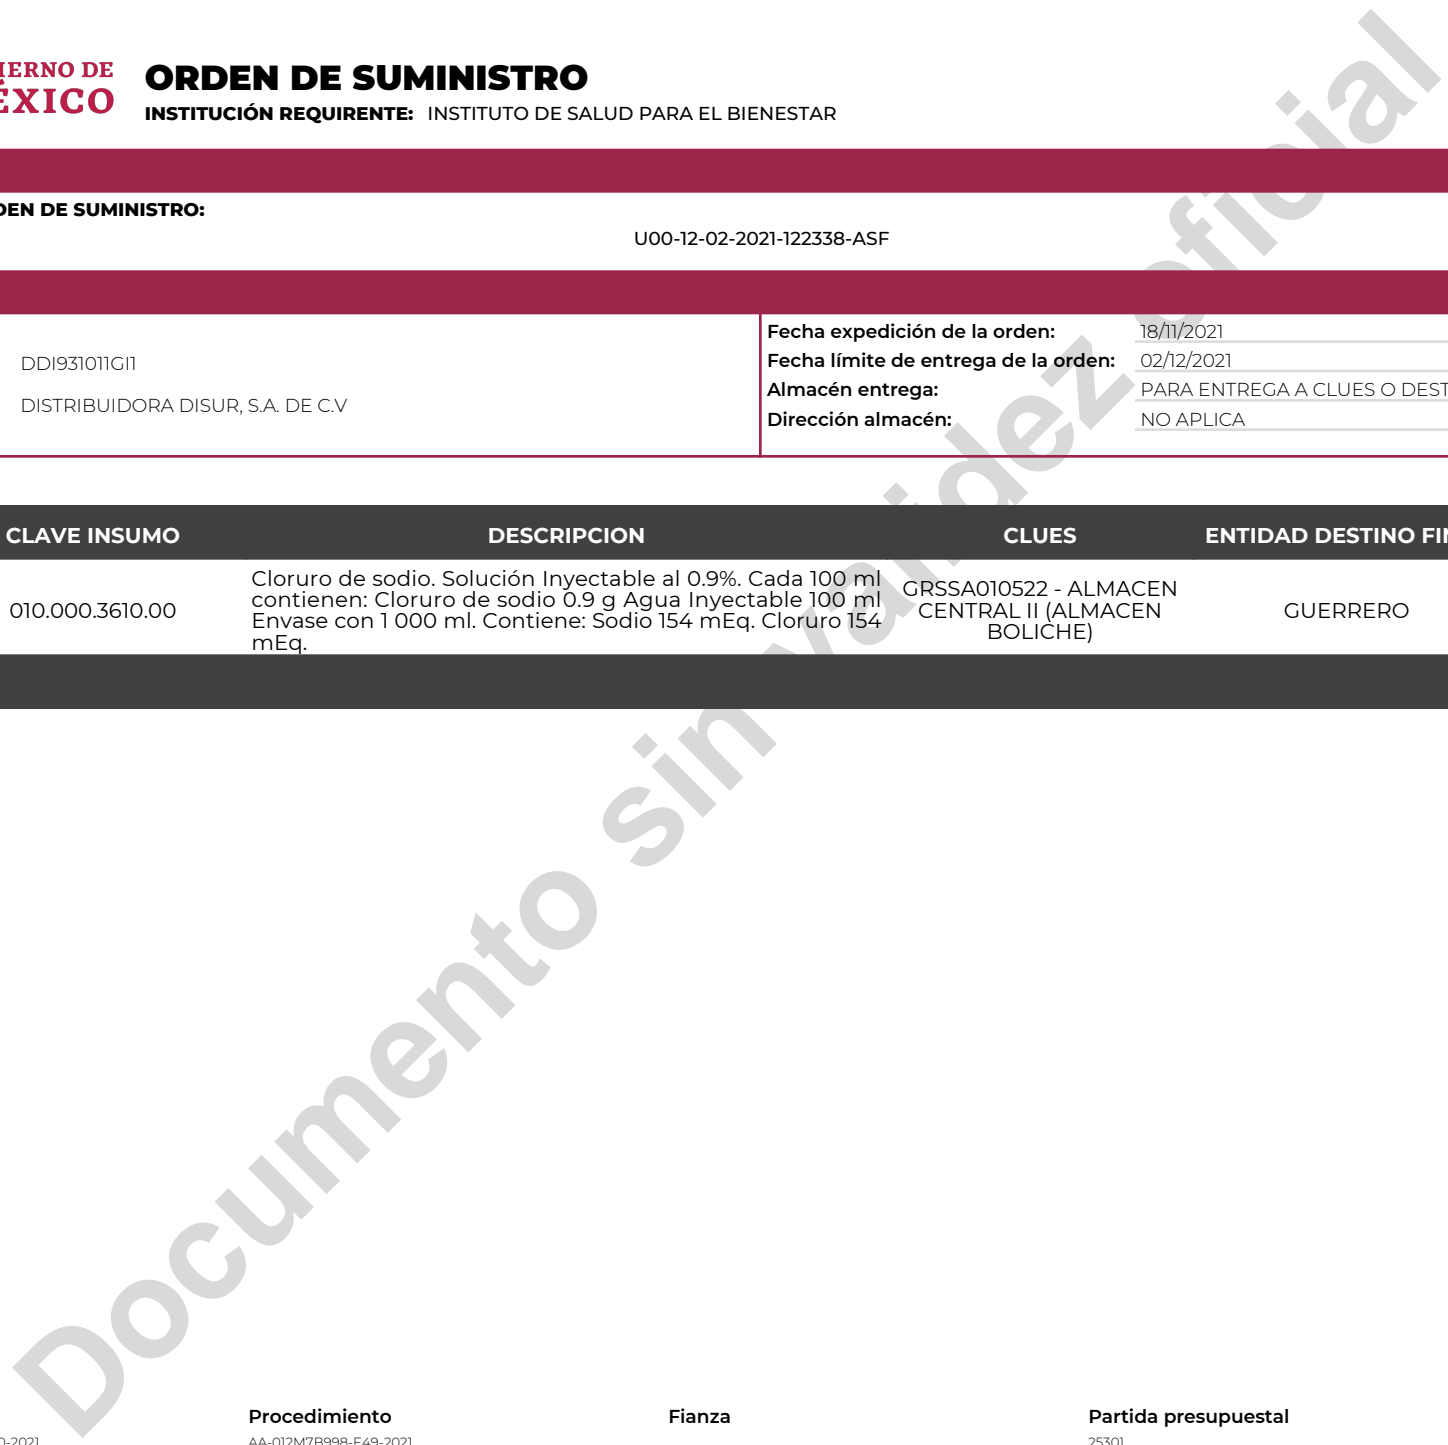 ORDEN DE SUMINISTRO
DE
INSTITUCIÓN REQUIRENTE: INSTITUTO DE SALUD PARA EL BIENESTAR
DE SUMINISTRO:
U00-12-02-2021-122338-ASF
DDI931011GI1
DISTRIBUIDORA DISUR, S.A. DE C.V
Fecha expedición de la orden: 18/11/2021
Fecha límite de entrega de la orden: 02/12/2021
Almacén entrega: PARA ENTREGA A CLUES O
Dirección almacén: NO APLICA
CLAVE INSUMO DESCRIPCION CLUES ENTIDAD DESTINO
010.000.3610.00
Cloruro de sodio. Solución Inyectable al 0.9%. Cada 100 ml
contienen: Cloruro de sodio 0.9 g Agua Inyectable 100 ml
Envase con 1 000 ml. Contiene: Sodio 154 mEq. Cloruro 154
mEq.
GRSSA010522 - ALMACEN
CENTRAL II (ALMACEN
BOLICHE)
GUERRERO
Documento sin validez oficial
Procedimiento Fianza Partida presupuestal
AA-012M7B998-E49-2021 25301